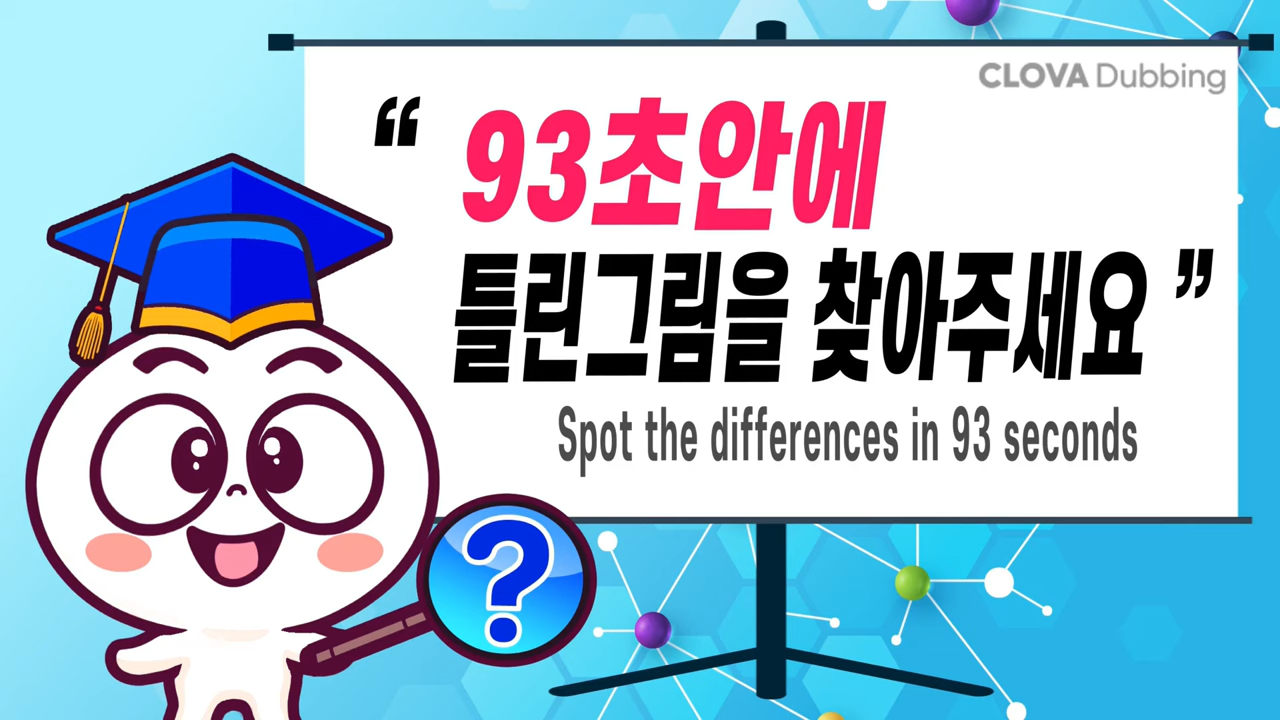 CLOVA Dubbing
“ 93초안에
틀린그림을 찾아주세요 ”
Spot the differences in 93 seconds
?